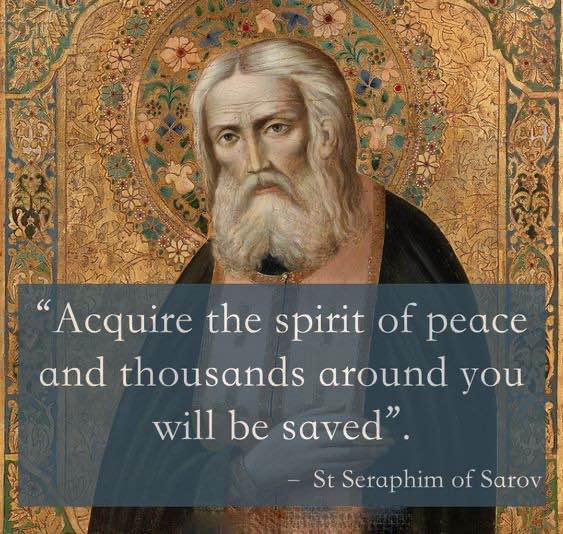 “Acquire the spirit of peace
and thousands around you
will be saved”.
– St Seraphim of Sarov